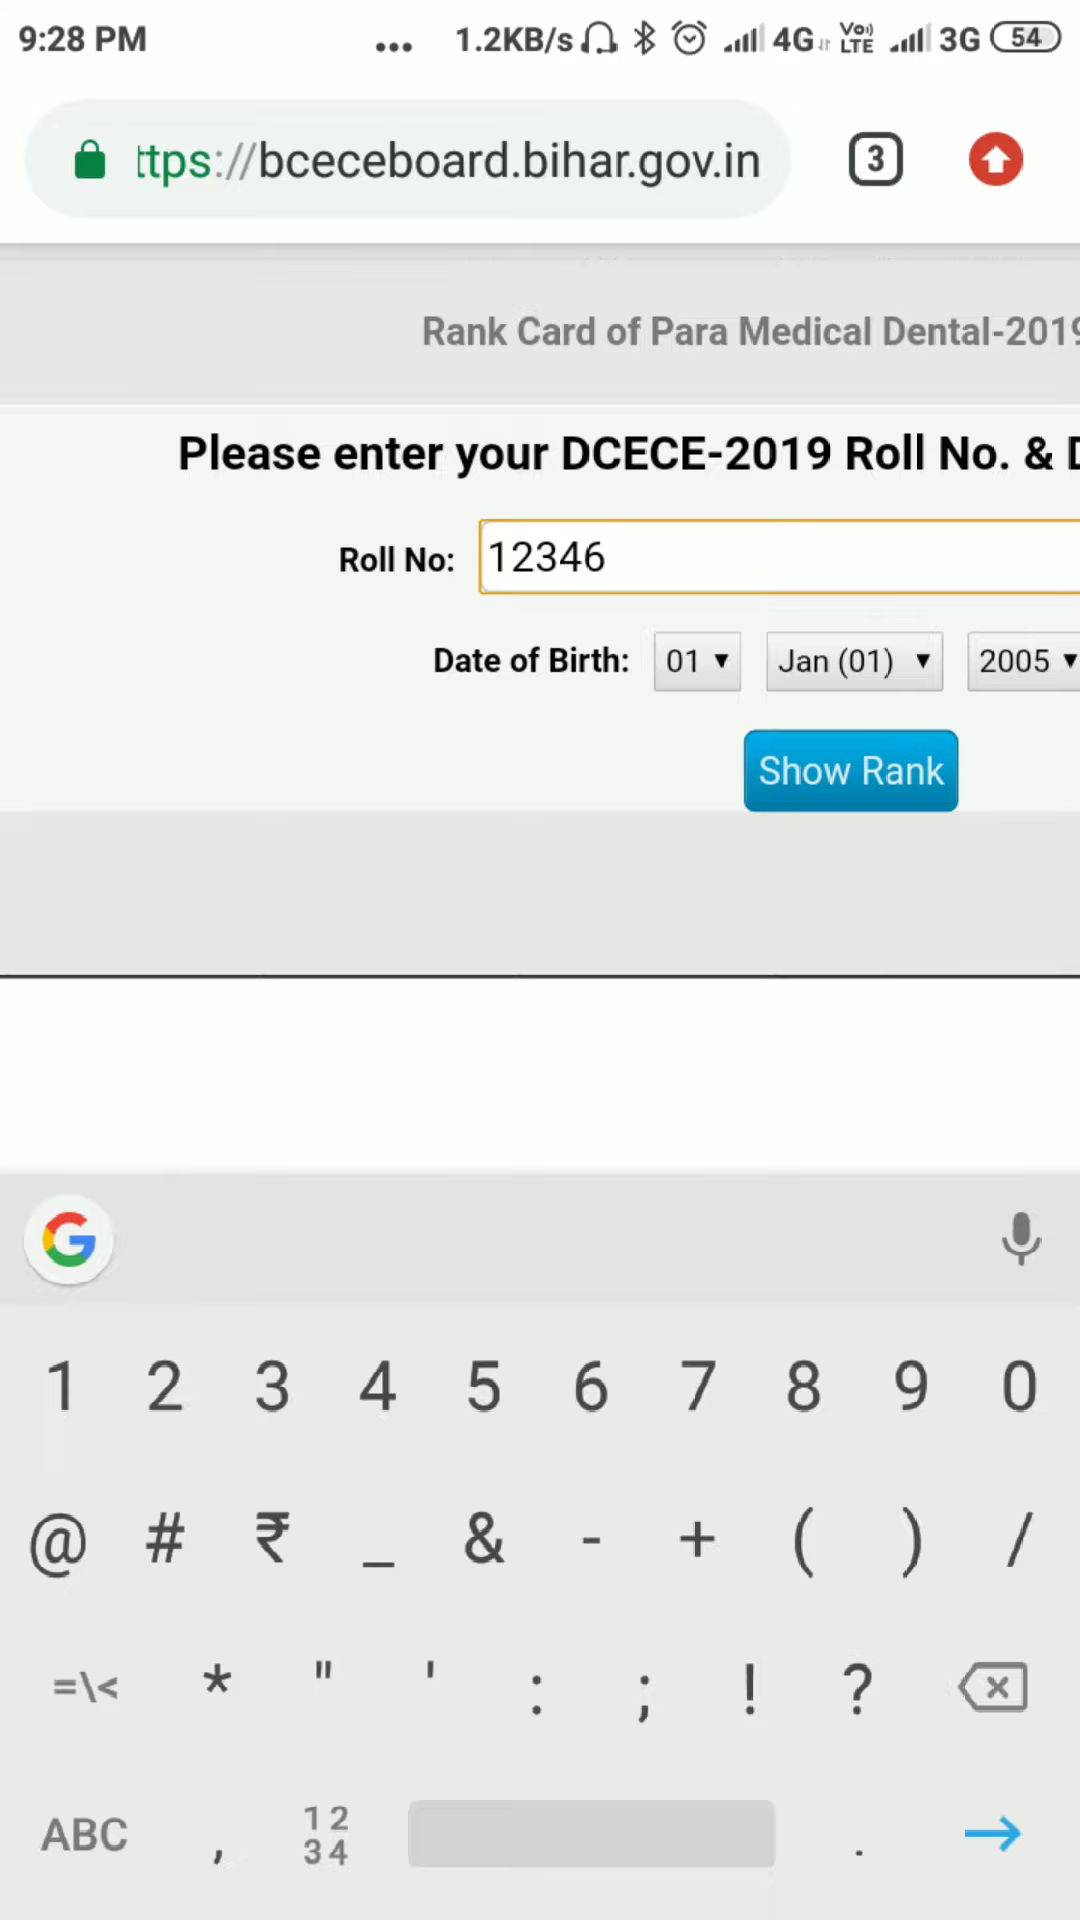 9:28 PM ... 1.2KB/s 4G VoLTE 3G 54
ttps://bceceboard.bihar.gov.in 3
Rank Card of Para Medical Dental-2019
Please enter your DCECE-2019 Roll No. & D
Roll No: 12346
Date of Birth: 01 ▼ Jan (01) ▼ 2005 ▼
Show Rank
G
1 2 3 4 5 6 7 8 9 0
@ # ₹ _ & - + ( ) /
=\< * " ' : ; ! ?
ABC , 12 34 .